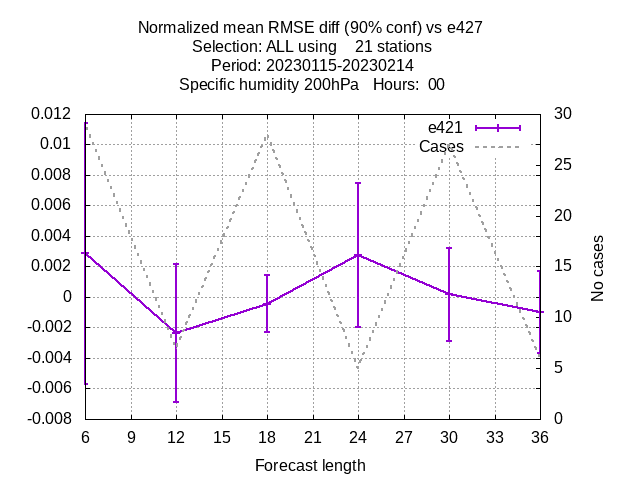 Normalized mean RMSE diff (90% conf) vs e427
Selection: ALL using    21 stations
Period: 20230115-20230214
Specific humidity 200hPa   Hours:  00
0.012
0.01
0.008
0.006
0.004
0.002
0
-0.002
-0.004
-0.006
-0.008
30
25
20
15
10
5
0
e421
Cases
No cases
6 9 12 15 18 21 24 27 30 33 36
Forecast length